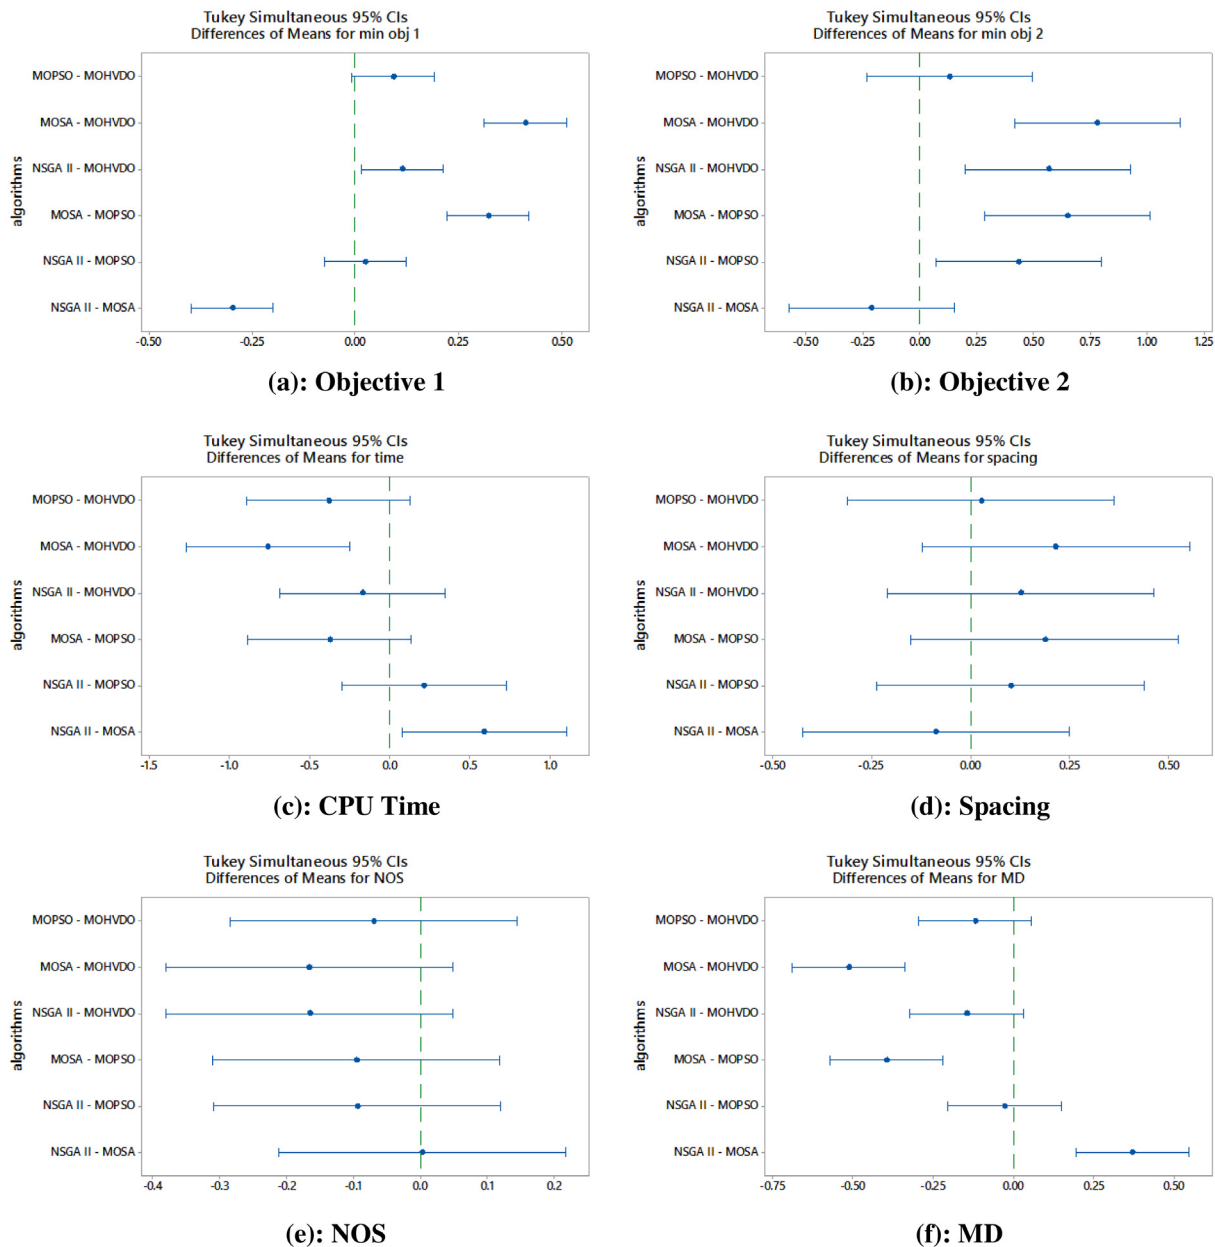 Tukey Simultaneous 95% CIs
Differences of Means for min obj 1
algorithms
MOPSO - MOHVDO
MOSA - MOHVDO
NSGA II - MOHVDO
MOSA - MOPSO
NSGA II - MOPSO
NSGA II - MOSA
-0.50 -0.25 0.00 0.25 0.50
(a): Objective 1
Tukey Simultaneous 95% CIs
Differences of Means for min obj 2
algorithms
MOPSO - MOHVDO
MOSA - MOHVDO
NSGA II - MOHVDO
MOSA - MOPSO
NSGA II - MOPSO
NSGA II - MOSA
-0.50 -0.25 0.00 0.25 0.50 0.75 1.00 1.25
(b): Objective 2
Tukey Simultaneous 95% CIs
Differences of Means for time
algorithms
MOPSO - MOHVDO
MOSA - MOHVDO
NSGA II - MOHVDO
MOSA - MOPSO
NSGA II - MOPSO
NSGA II - MOSA
-1.5 -1.0 -0.5 0.0 0.5 1.0
(c): CPU Time
Tukey Simultaneous 95% CIs
Differences of Means for spacing
algorithms
MOPSO - MOHVDO
MOSA - MOHVDO
NSGA II - MOHVDO
MOSA - MOPSO
NSGA II - MOPSO
NSGA II - MOSA
-0.50 -0.25 0.00 0.25 0.50
(d): Spacing
Tukey Simultaneous 95% CIs
Differences of Means for NOS
algorithms
MOPSO - MOHVDO
MOSA - MOHVDO
NSGA II - MOHVDO
MOSA - MOPSO
NSGA II - MOPSO
NSGA II - MOSA
-0.4 -0.3 -0.2 -0.1 0.0 0.1 0.2
(e): NOS
Tukey Simultaneous 95% CIs
Differences of Means for MD
algorithms
MOPSO - MOHVDO
MOSA - MOHVDO
NSGA II - MOHVDO
MOSA - MOPSO
NSGA II - MOPSO
NSGA II - MOSA
-0.75 -0.50 -0.25 0.00 0.25 0.50
(f): MD